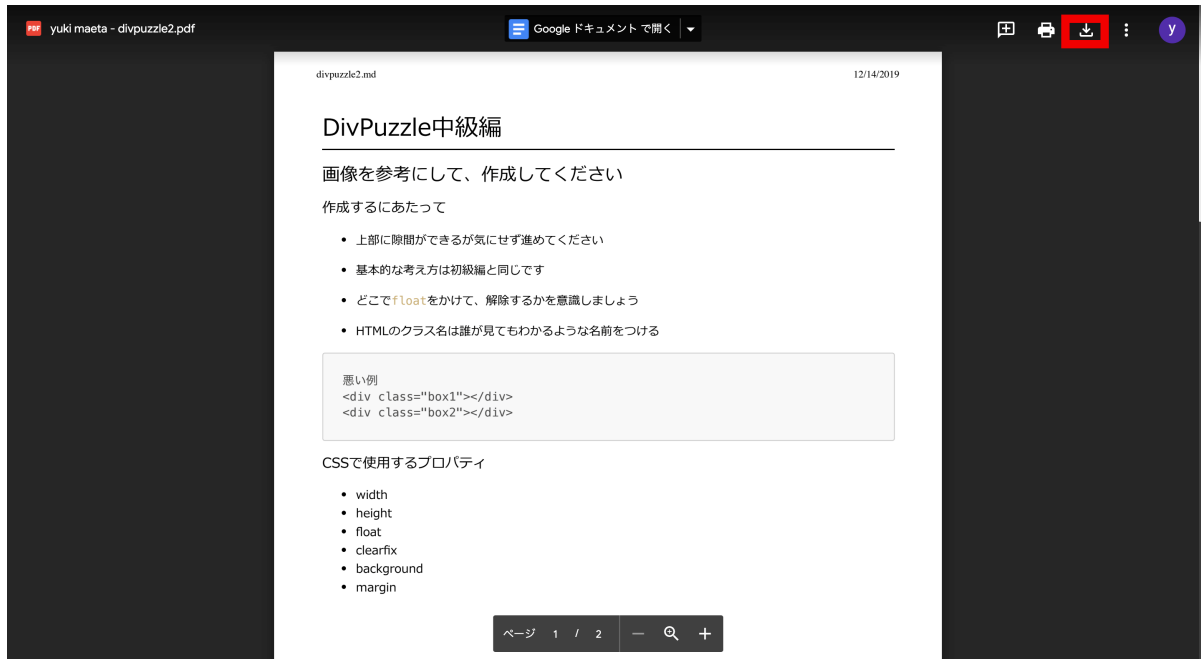 PDF yuki maeta - divpuzzle2.pdf
Google ドキュメント で開く
y
divpuzzle2.md 12/14/2019
DivPuzzle中級編
画像を参考にして、作成してください
作成するにあたって
• 上部に隙間ができるが気にせず進めてください
• 基本的な考え方は初級編と同じです
• どこでfloatをかけて、解除するかを意識しましょう
• HTMLのクラス名は誰が見てもわかるような名前をつける
悪い例
<div class="box1"></div>
<div class="box2"></div>
CSSで使用するプロパティ
• width
• height
• float
• clearfix
• background
• margin
ページ 1 / 2